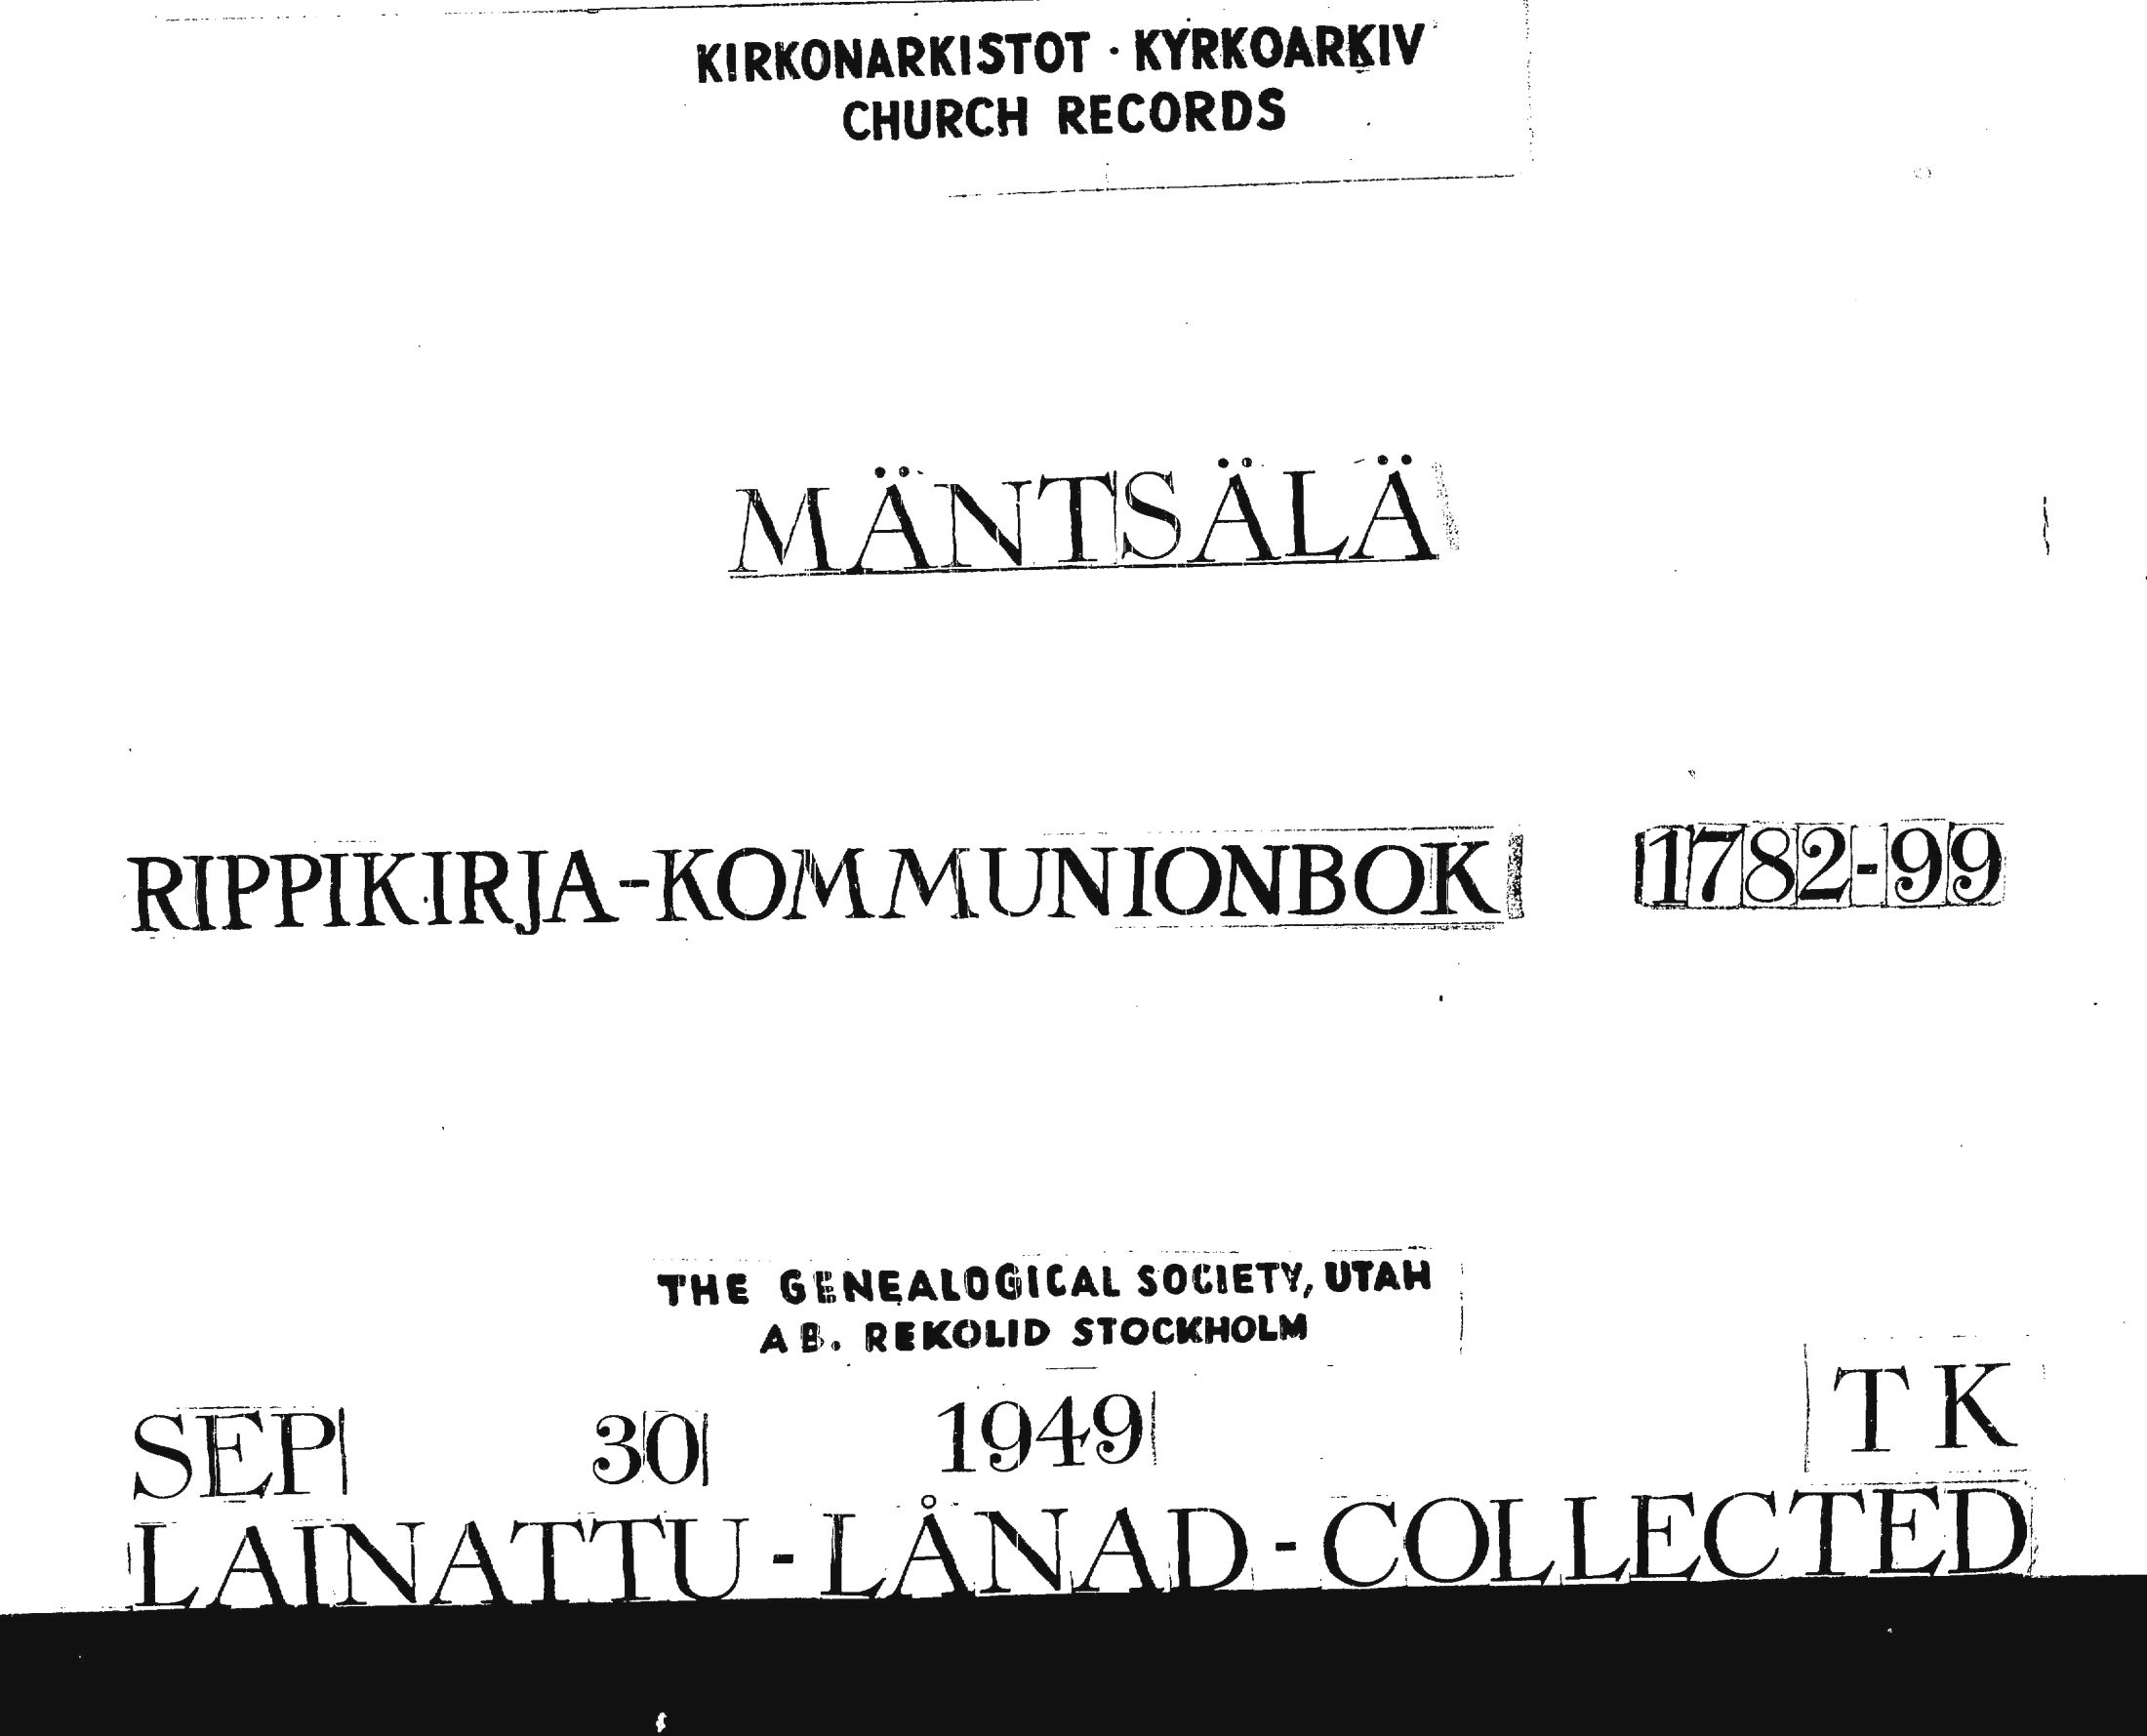 KIRKONARKISTOT · KYRKOARKIV
CHURCH RECORDS
MÄNTSÄLÄ
RIPPIKIRJA-KOMMUNIONBOK 1782-99
THE GENEALOGICAL SOCIETY, UTAH
AB. REKOLID STOCKHOLM
SEP 30 1949 TK
LAINATTU - LÅNAD - COLLECTED